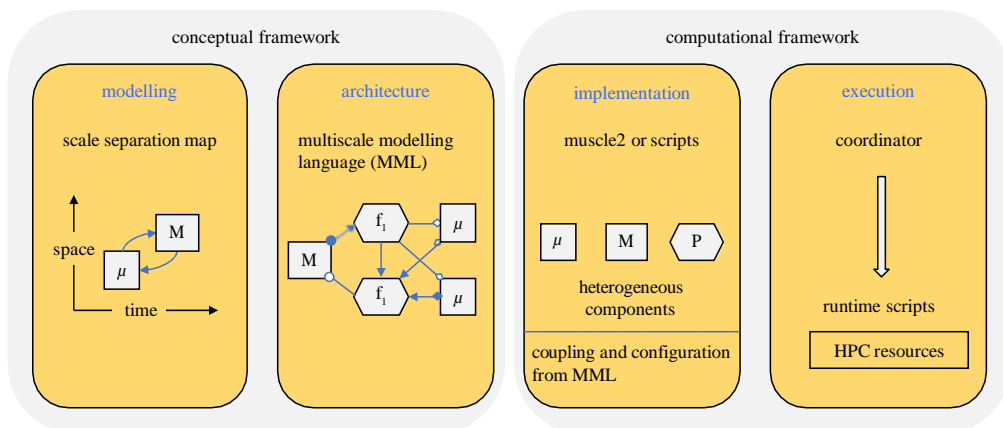 conceptual framework
modelling
scale separation map
space
M
μ
time
architecture
multiscale modelling
language (MML)
M
f1
μ
f1
μ
computational framework
implementation
muscle2 or scripts
μ
M
P
heterogeneous
components
coupling and configuration
from MML
execution
coordinator
runtime scripts
HPC resources